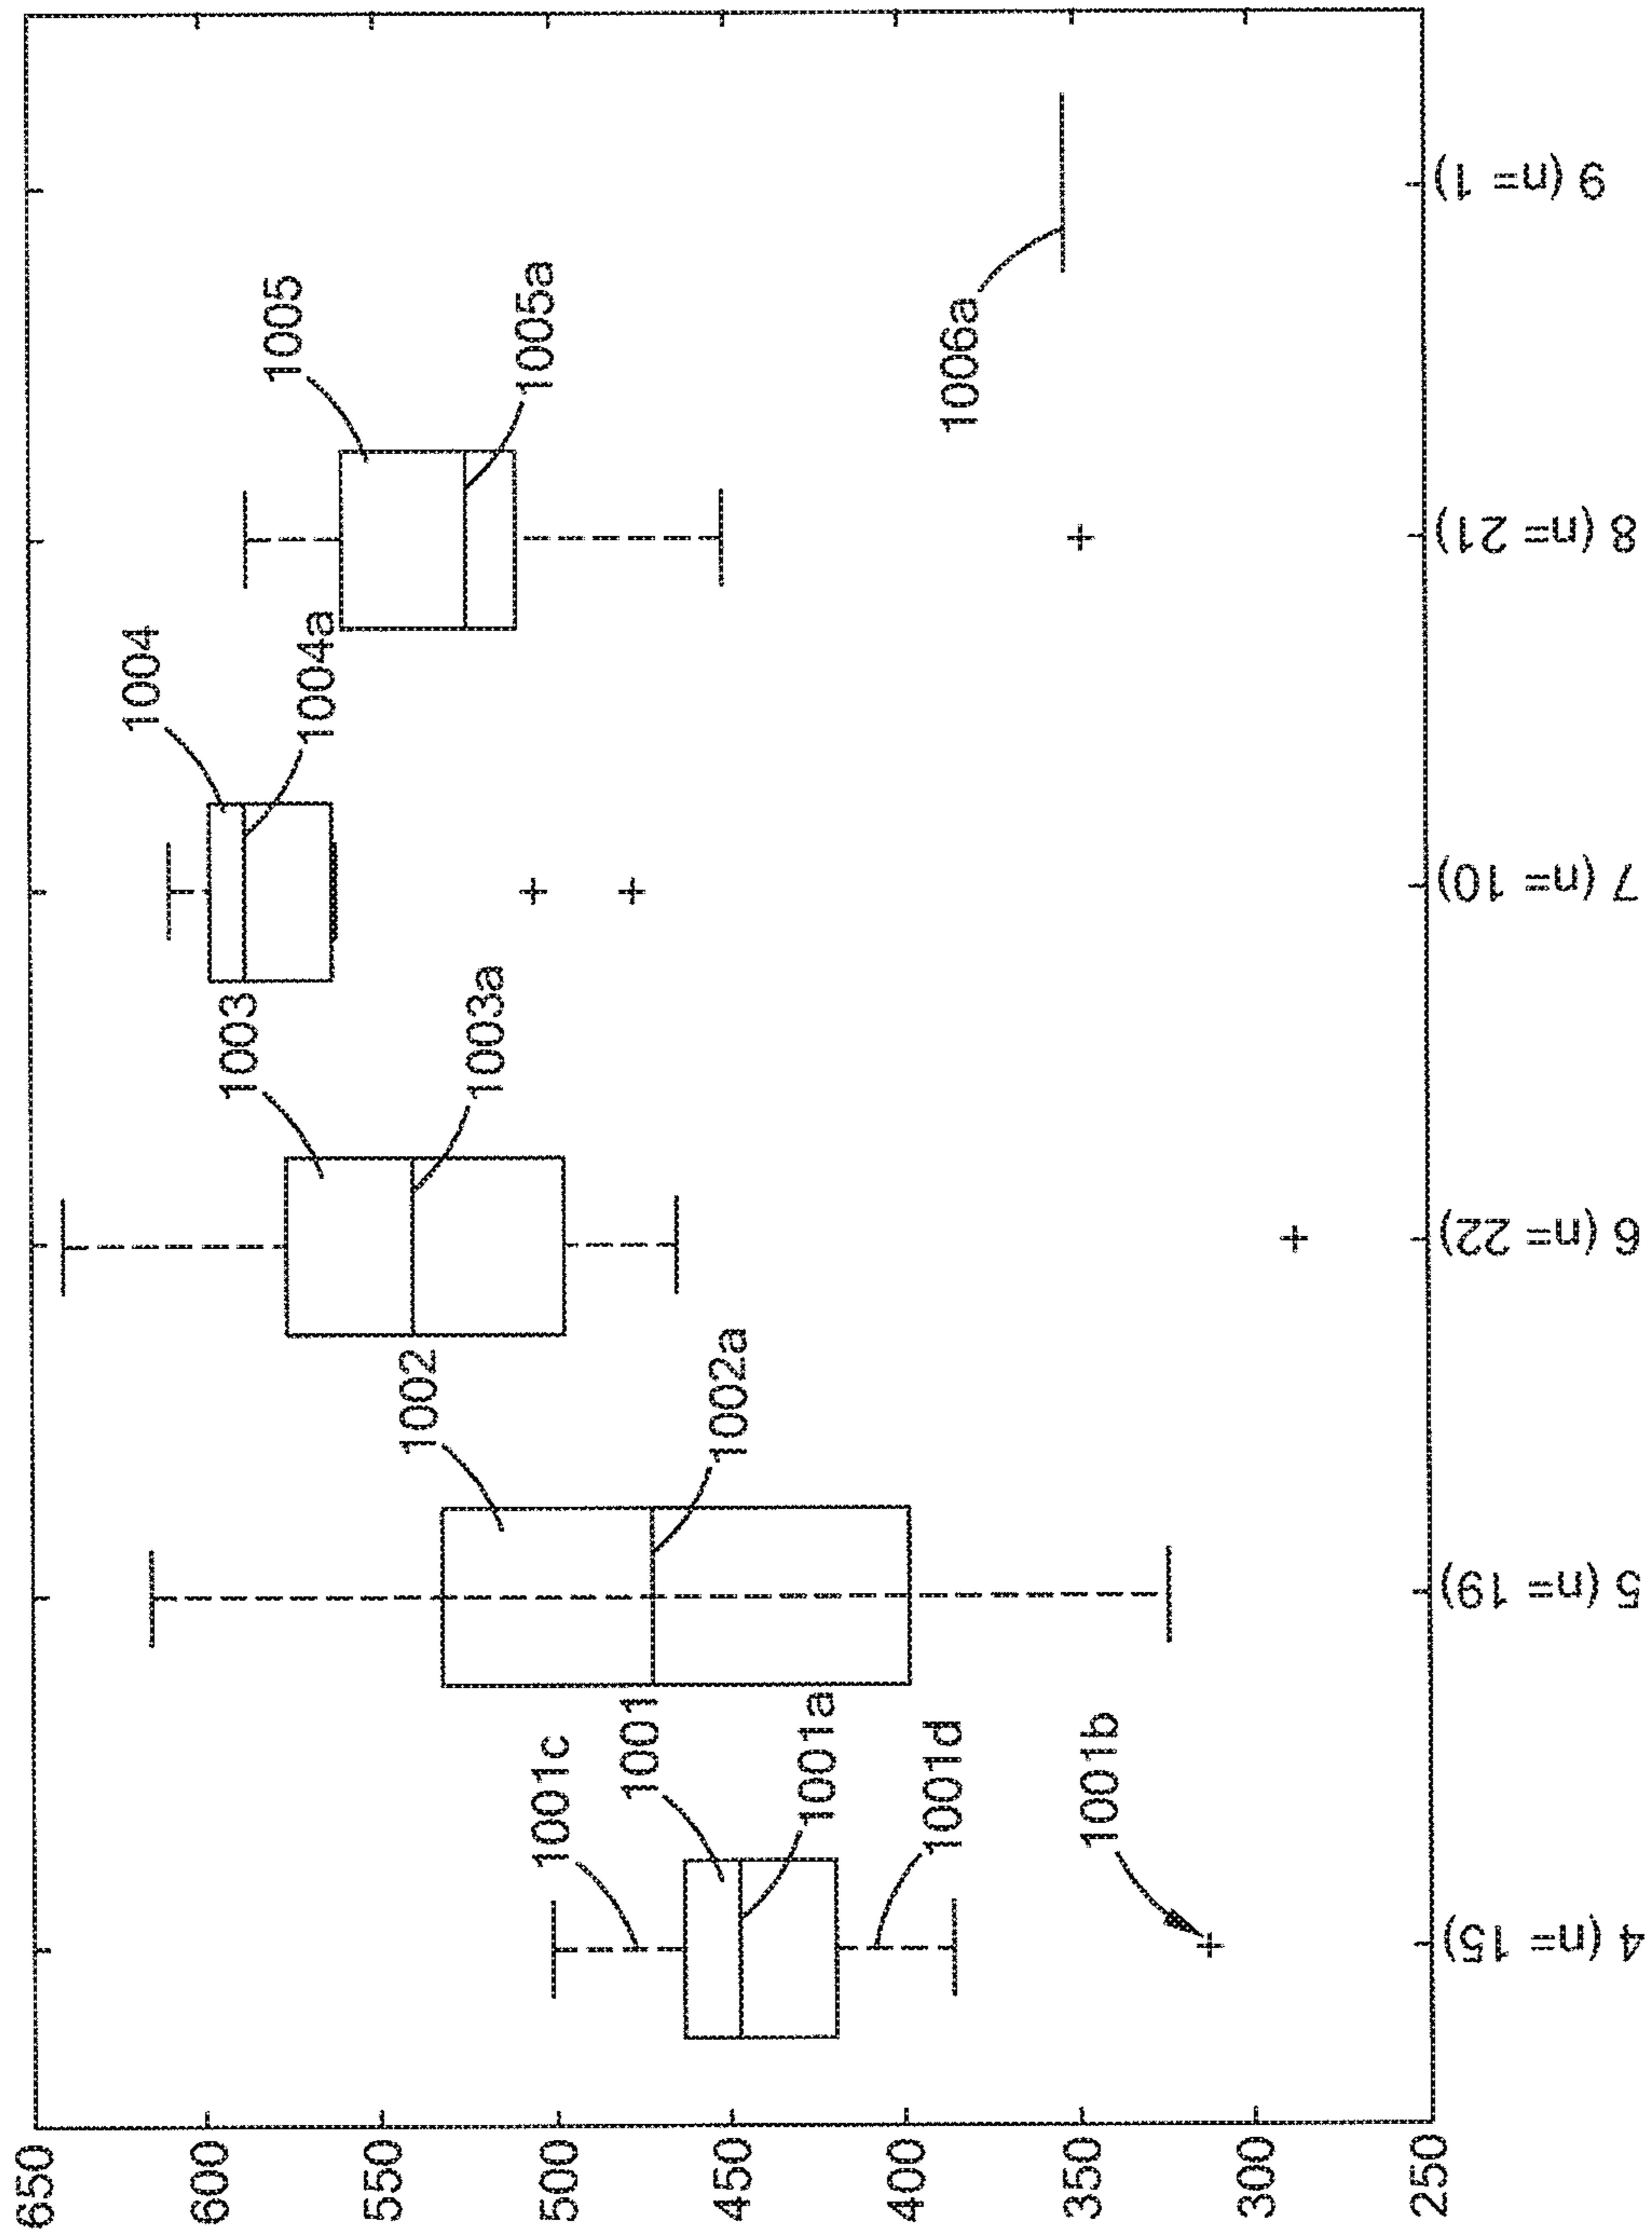 650
600
550
500
450
400
350
300
250
1001c
1001
1001a
1001d
1001b
1002
1002a
1003
1003a
1004
1004a
1005
1005a
1006a
4 (n= 15)
5 (n= 19)
6 (n= 22)
7 (n= 10)
8 (n= 21)
9 (n= 1)